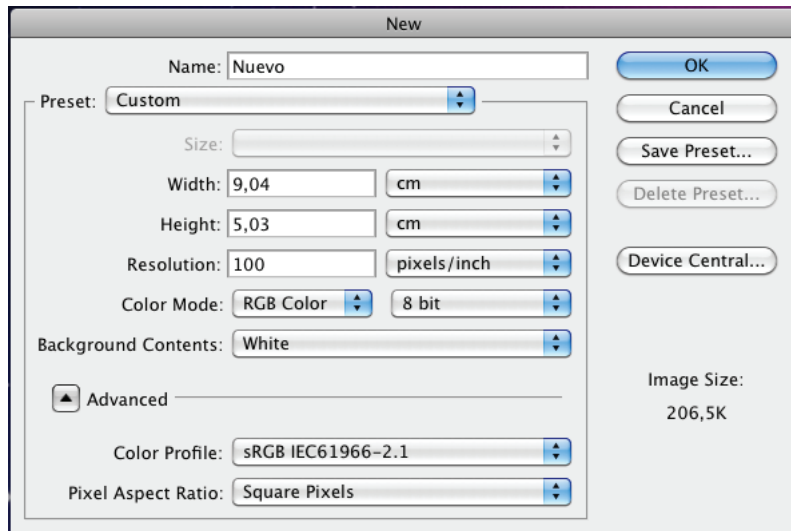 New
Name: Nuevo
OK
Preset: Custom
Cancel
Size:
Save Preset...
Width: 9,04 cm
Delete Preset...
Height: 5,03 cm
Resolution: 100 pixels/inch
Device Central...
Color Mode: RGB Color 8 bit
Background Contents: White
Image Size:
206,5K
Advanced
Color Profile: sRGB IEC61966-2.1
Pixel Aspect Ratio: Square Pixels